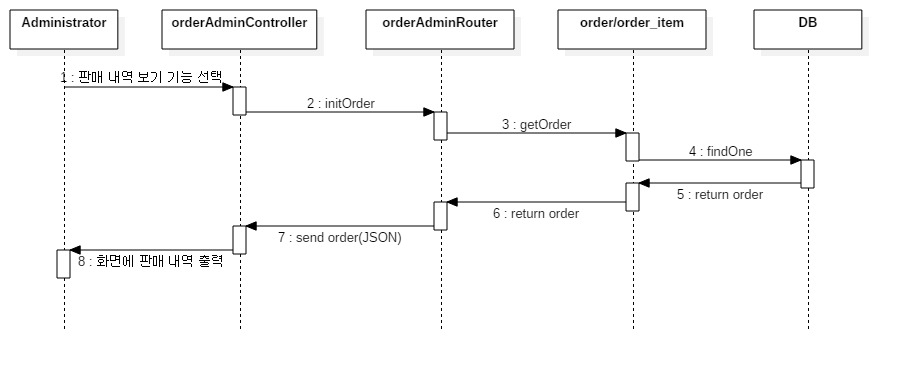 Administrator
orderAdminController
orderAdminRouter
order/order_item
DB
1 : 판매 내역 보기 기능 선택
2 : initOrder
3 : getOrder
4 : findOne
5 : return order
6 : return order
7 : send order(JSON)
8 : 화면에 판매 내역 출력